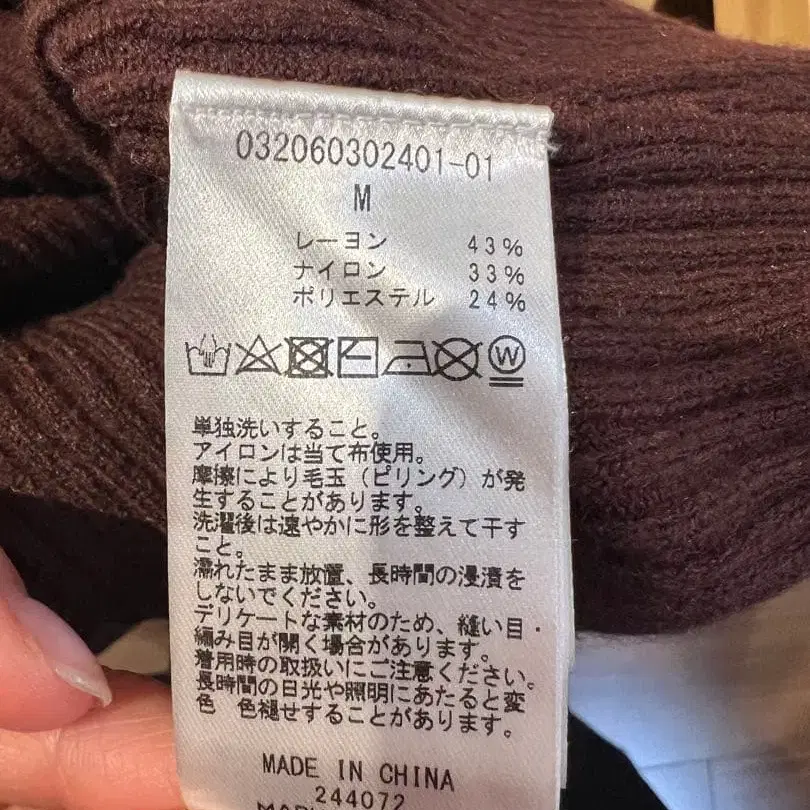 032060302401-01
M
レーヨン 43%
ナイロン 33%
ポリエステル 24%
W
単独洗いすること。
アイロンは当て布使用。
摩擦により毛玉(ピリング)が発
生することがあります。
洗濯後は速やかに形を整えて干す
こと。
濡れたまま放置、長時間の浸漬を
しないでください。
デリケートな素材のため、縫い目・
編み目が開く場合があります。
着用時の取扱いにご注意ください。
長時間の日光や照明にあたると変
色 色褪せすることがあります。
MADE IN CHINA
244072